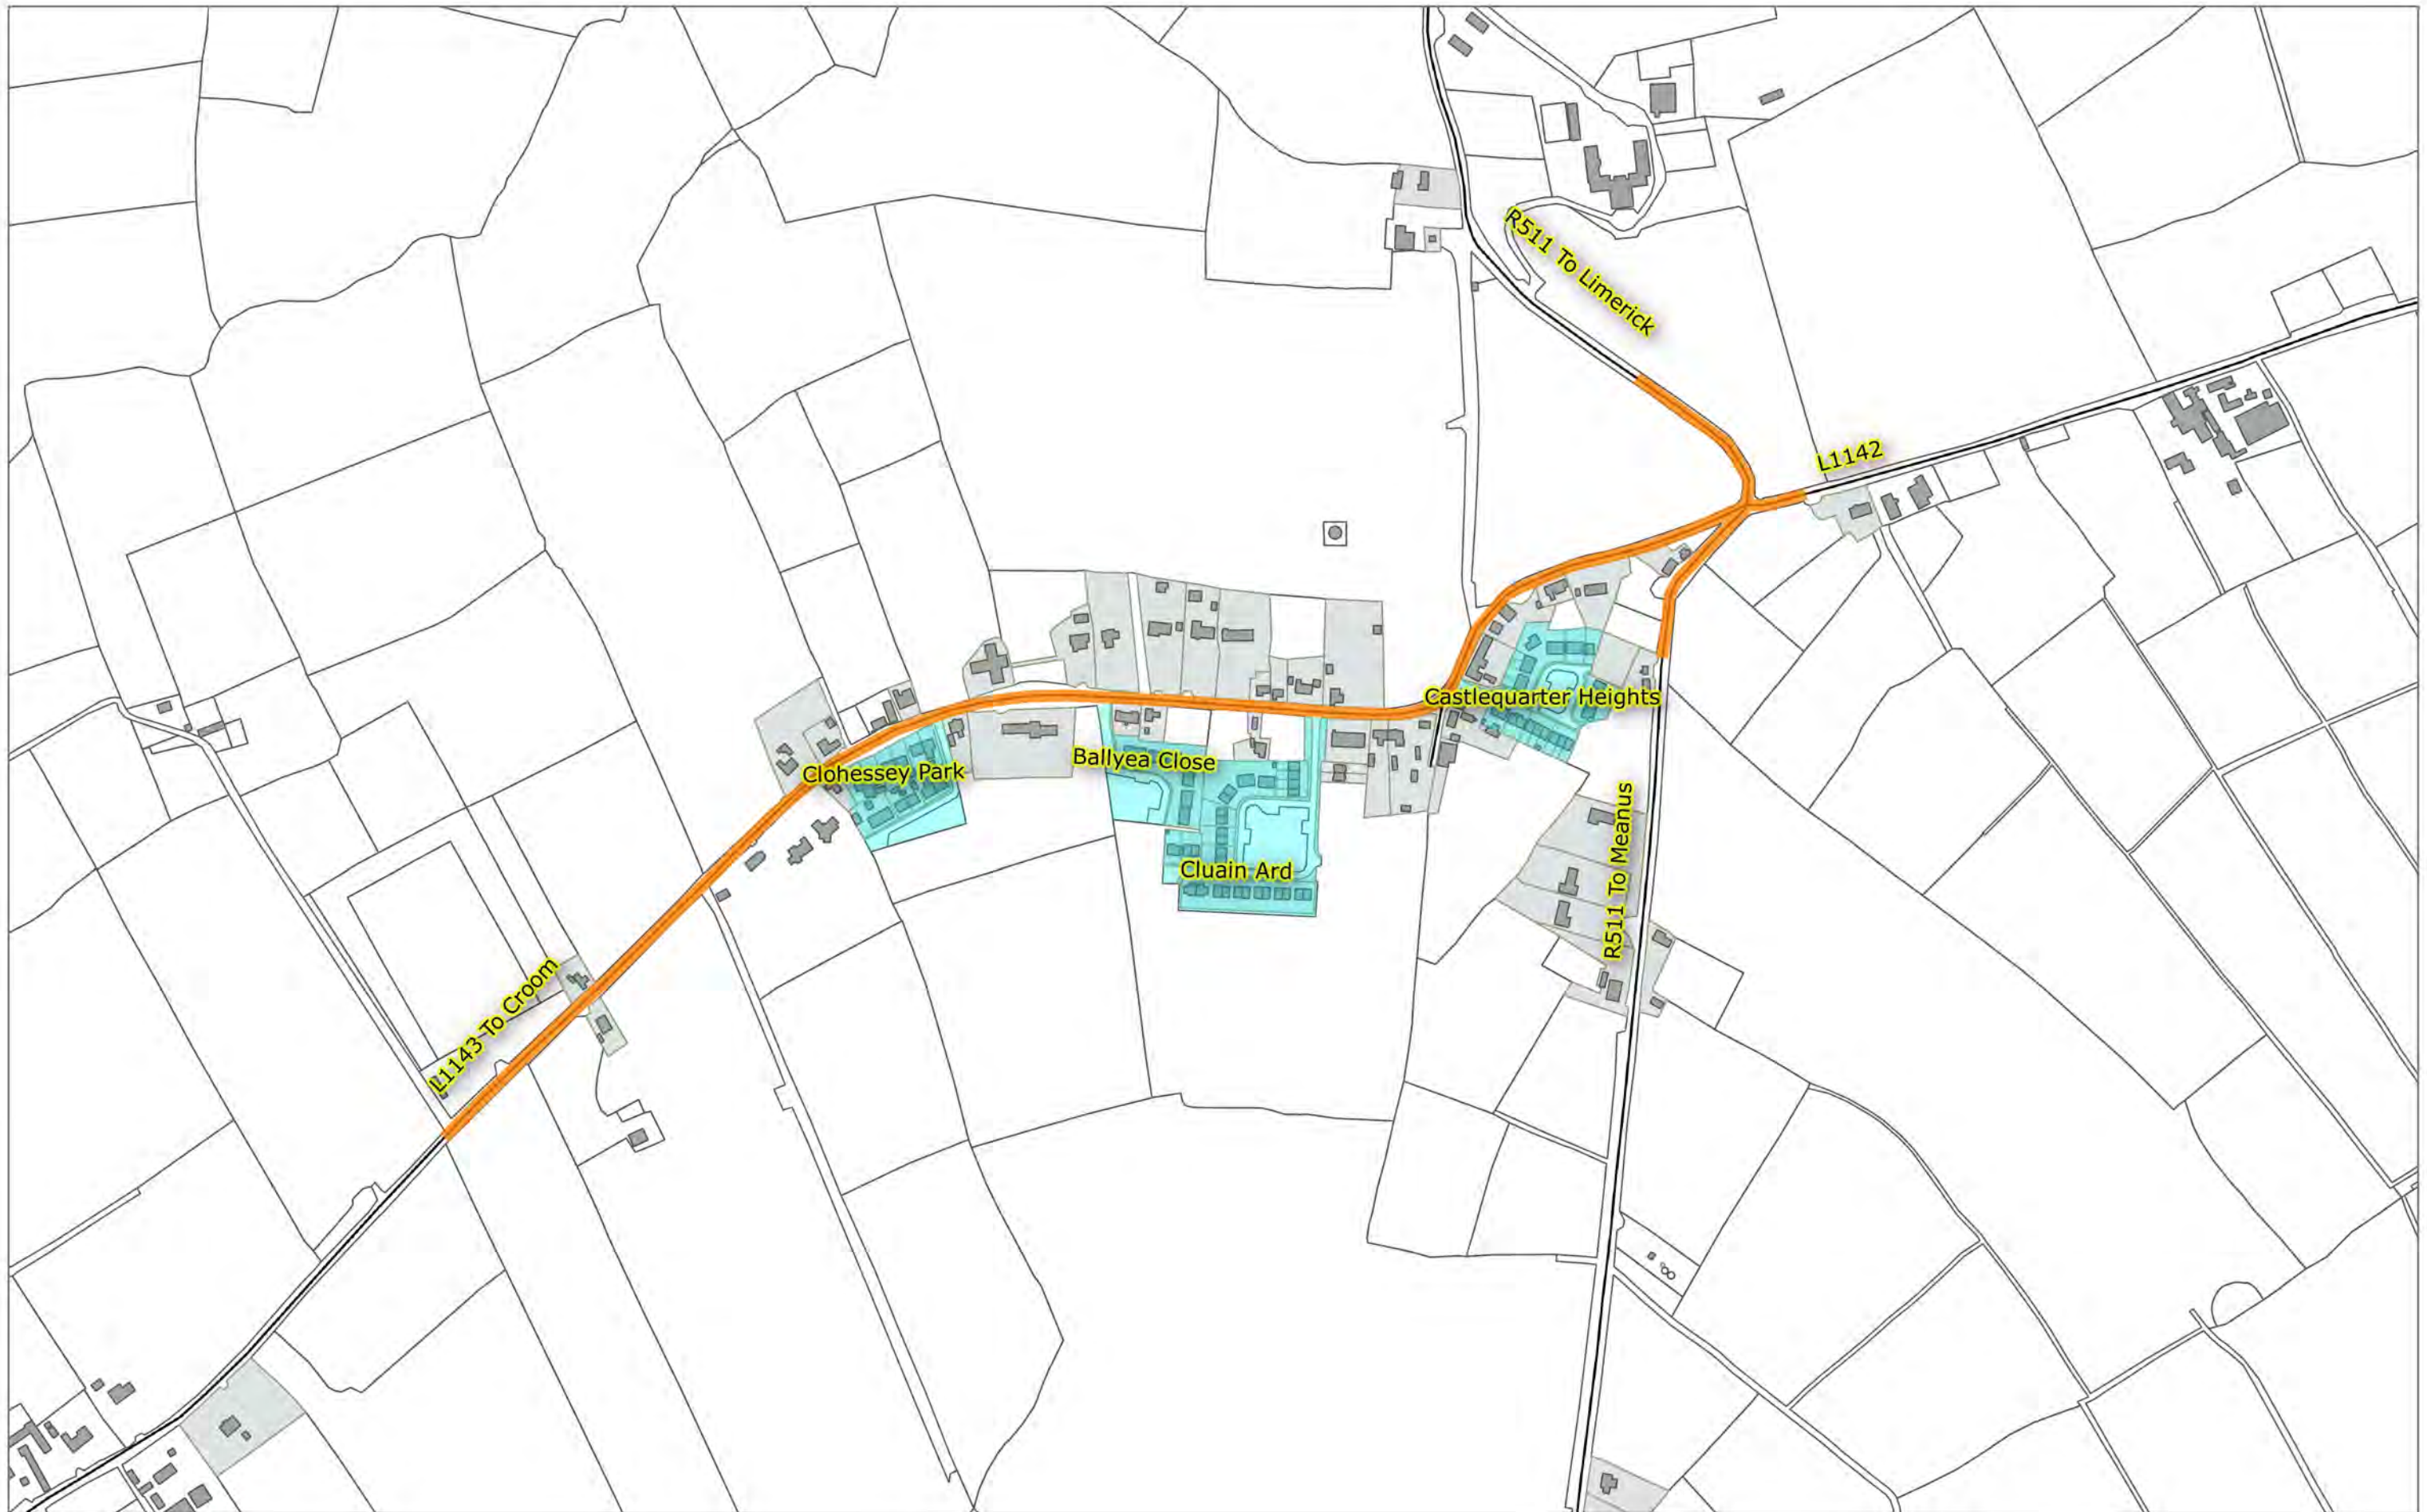 R511 To Limerick
L1142
Castlequarter Heights
Ballyea Close
Clohessey Park
Cluain Ard
R511 To Meanus
L1143 To Croom